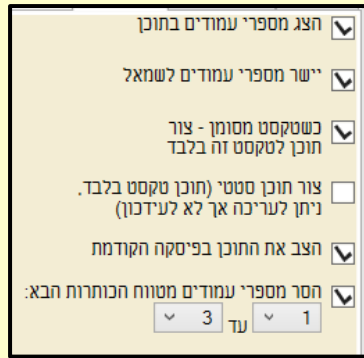 הצג מספרי עמודים בתוכן
יישר מספרי עמודים לשמאל
כשטקסט מסומן - צור
תוכן לטקסט זה בלבד
צור תוכן סטטי (תוכן טקסט בלבד.
ניתן לעריכה אך לא לעידכון)
הצב את התוכן בפיסקה הקודמת
הסר מספרי עמודים מטווח הכותרות הבא:
1 עד 3